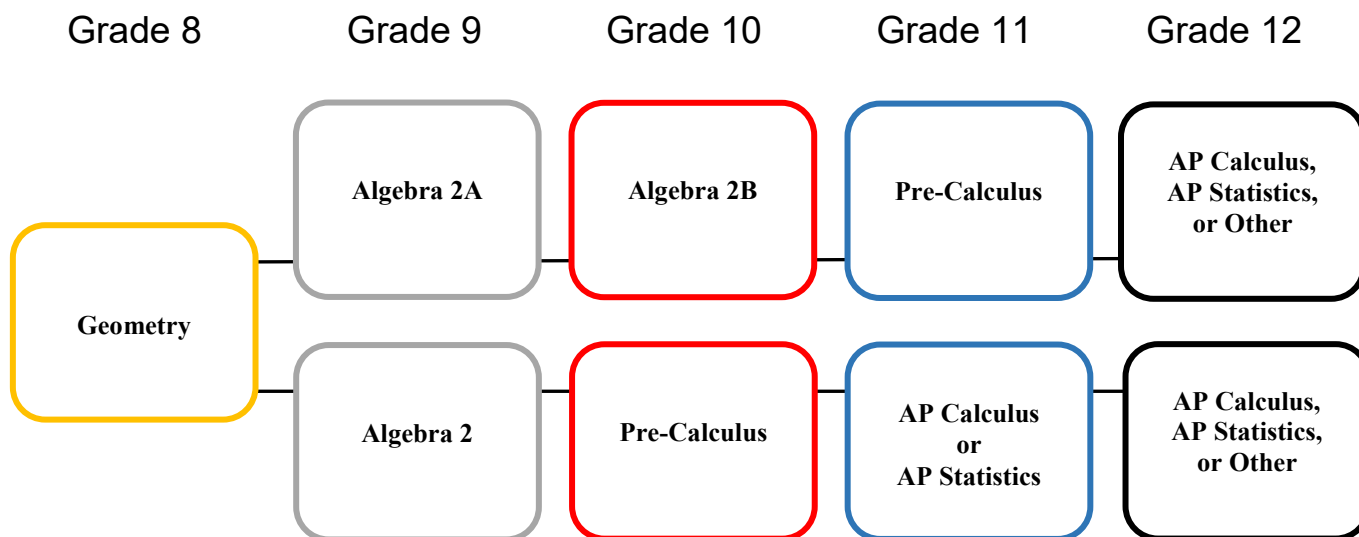 Grade 8 Grade 9 Grade 10 Grade 11 Grade 12
Algebra 2A
Algebra 2B
Pre-Calculus
AP Calculus,
AP Statistics,
or Other
Geometry
Algebra 2
Pre-Calculus
AP Calculus
or
AP Statistics
AP Calculus,
AP Statistics,
or Other